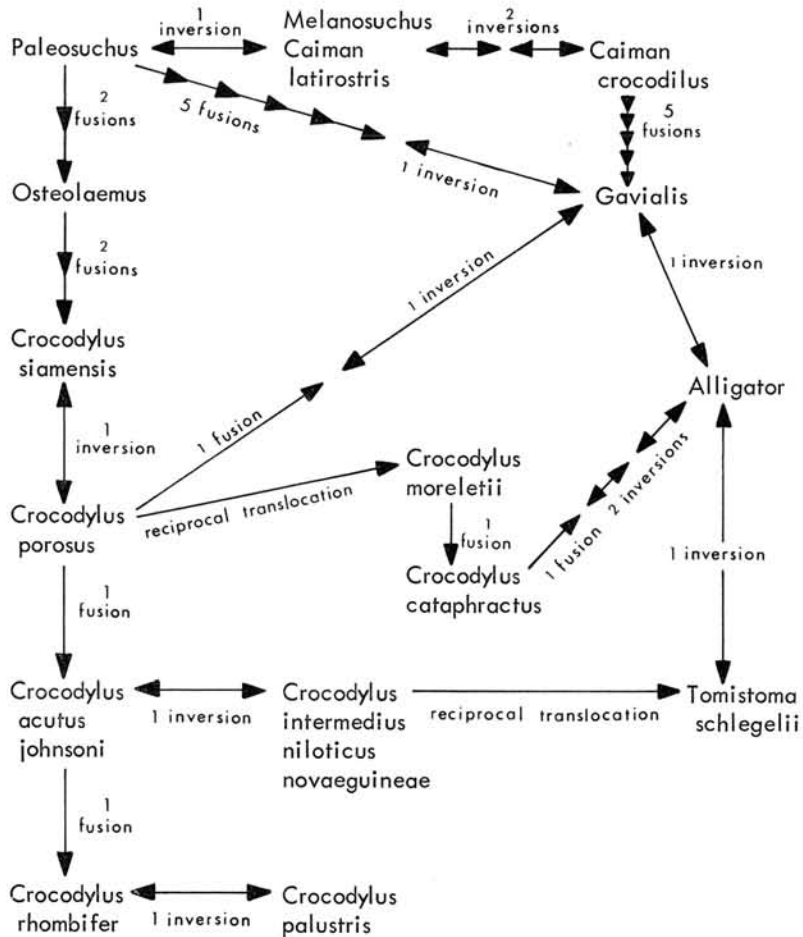 1
inversion
Melanosuchus
Caiman
latirostris
2
inversions
Paleosuchus
Caiman
crocodilus
2
fusions
5 fusions
5
fusions
1 inversion
Osteolaemus
Gavialis
2
fusions
1 inversion
1 inversion
Crocodylus
siamensis
Alligator
1
inversion
1 fusion
Crocodylus
moreletii
2 inversions
Crocodylus
porosus
reciprocal translocation
1
fusion
1 fusion
1 inversion
Crocodylus
cataphractus
1
fusion
Crocodylus
acutus
johnsoni
1 inversion
Crocodylus
intermedius
niloticus
novaeguineae
reciprocal translocation
Tomistoma
schlegelii
1
fusion
Crocodylus
rhombifer
1 inversion
Crocodylus
palustris